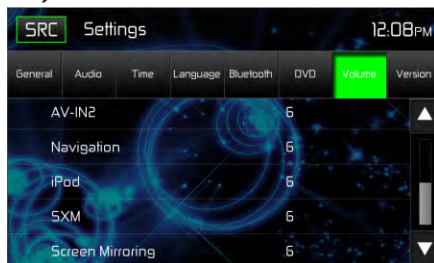 SRC Settings 12:08PM
General Audio Time Language Bluetooth DVD Volume Version
AV-IN2 6
Navigation 6
iPod 6
SXM 6
Screen Mirroring 6